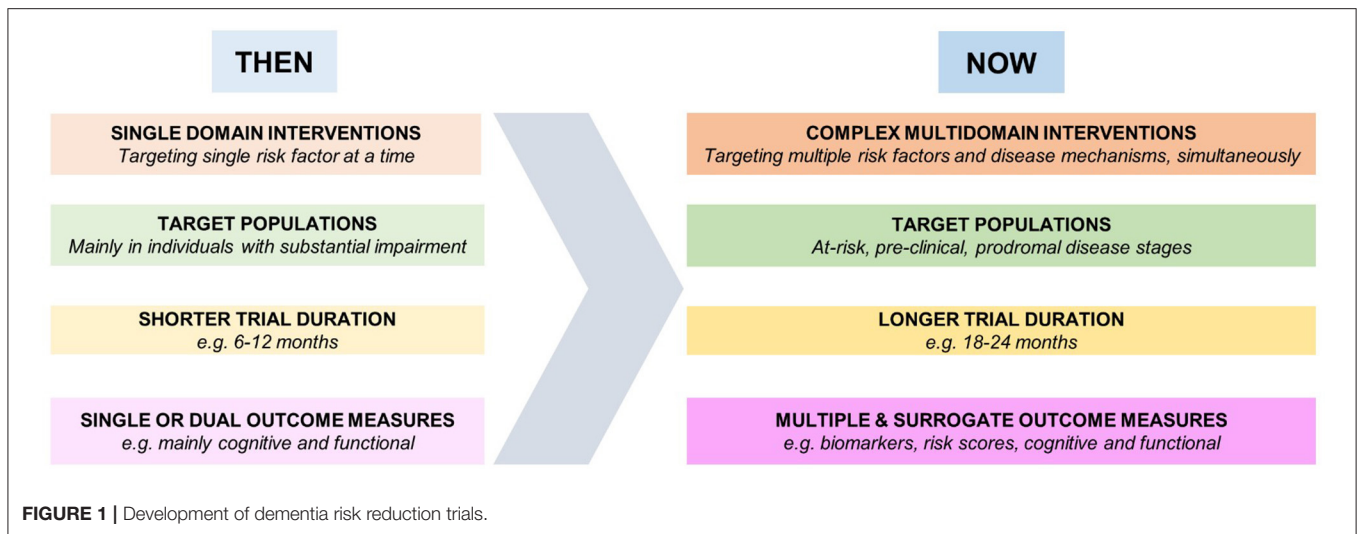 THEN
NOW
SINGLE DOMAIN INTERVENTIONS
Targeting single risk factor at a time
COMPLEX MULTIDOMAIN INTERVENTIONS
Targeting multiple risk factors and disease mechanisms, simultaneously
TARGET POPULATIONS
Mainly in individuals with substantial impairment
TARGET POPULATIONS
At-risk, pre-clinical, prodromal disease stages
SHORTER TRIAL DURATION
e.g. 6-12 months
LONGER TRIAL DURATION
e.g. 18-24 months
SINGLE OR DUAL OUTCOME MEASURES
e.g. mainly cognitive and functional
MULTIPLE & SURROGATE OUTCOME MEASURES
e.g. biomarkers, risk scores, cognitive and functional
FIGURE 1 | Development of dementia risk reduction trials.